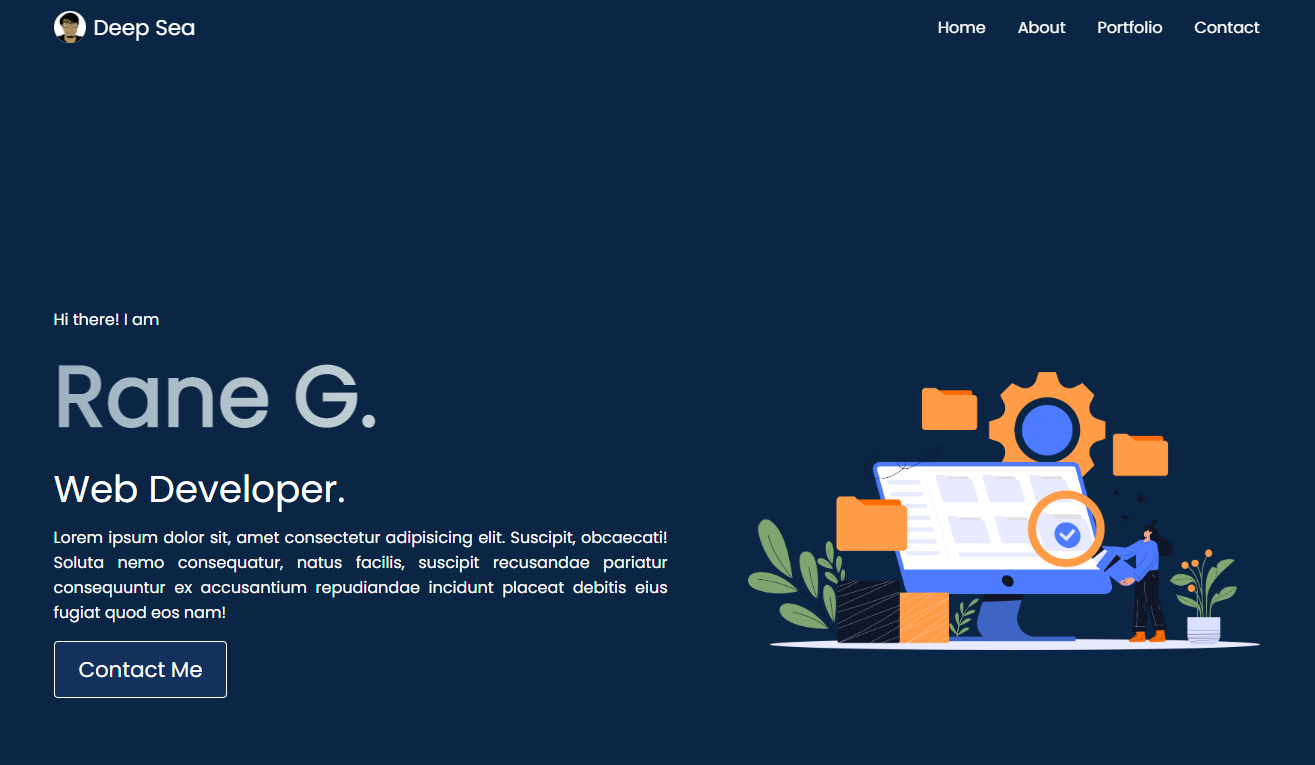 Deep Sea
Home
About
Portfolio
Contact
Hi there! I am
Rane G.
Web Developer.
Lorem ipsum dolor sit, amet consectetur adipisicing elit. Suscipit, obcaecati!
Soluta nemo consequatur, natus facilis, suscipit recusandae pariatur
consequuntur ex accusantium repudiandae incidunt placeat debitis eius
fugiat quod eos nam!
Contact Me